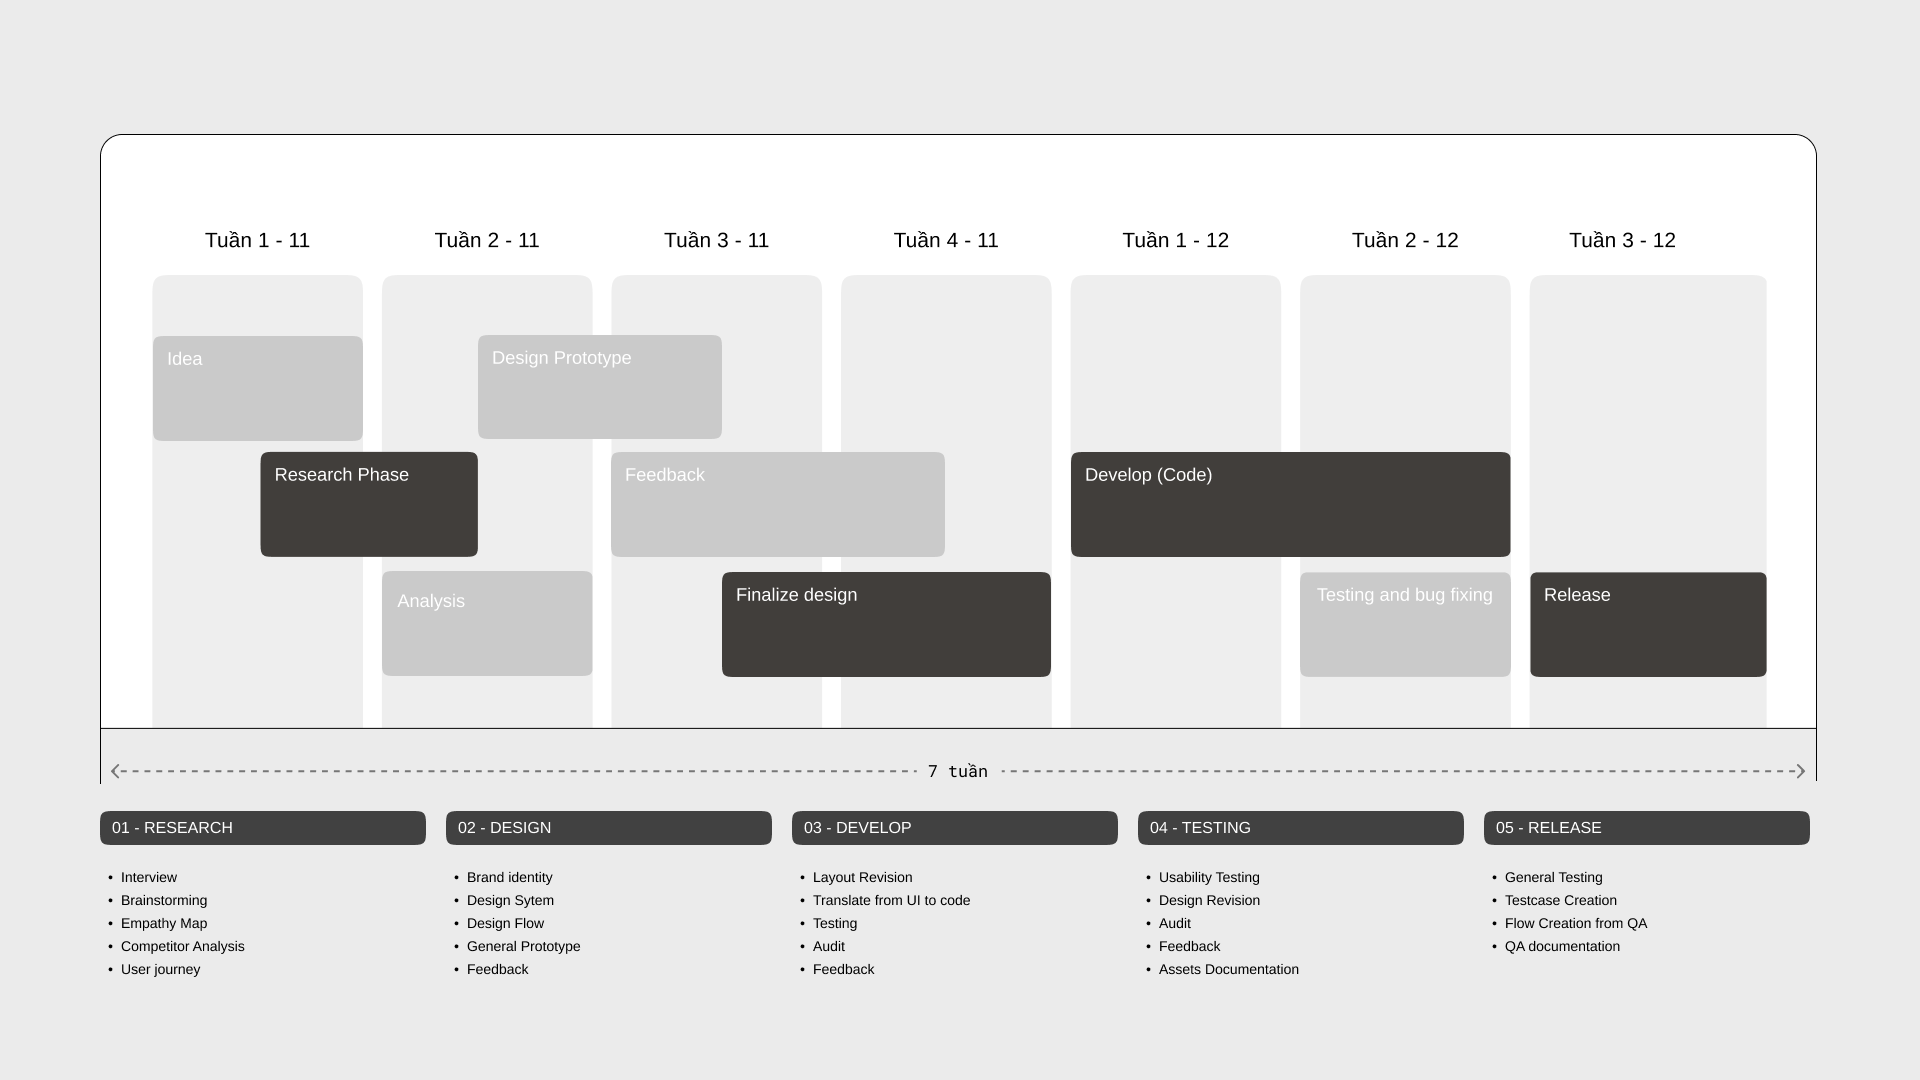 Tuần 1 - 11
Tuần 2 - 11
Tuần 3 - 11
Tuần 4 - 11
Tuần 1 - 12
Tuần 2 - 12
Tuần 3 - 12
Idea
Design Prototype
Research Phase
Feedback
Develop (Code)
Analysis
Finalize design
Testing and bug fixing
Release
7 tuần
01 - RESEARCH
• Interview
• Brainstorming
• Empathy Map
• Competitor Analysis
• User journey
02 - DESIGN
• Brand identity
• Design Sytem
• Design Flow
• General Prototype
• Feedback
03 - DEVELOP
• Layout Revision
• Translate from UI to code
• Testing
• Audit
• Feedback
04 - TESTING
• Usability Testing
• Design Revision
• Audit
• Feedback
• Assets Documentation
05 - RELEASE
• General Testing
• Testcase Creation
• Flow Creation from QA
• QA documentation